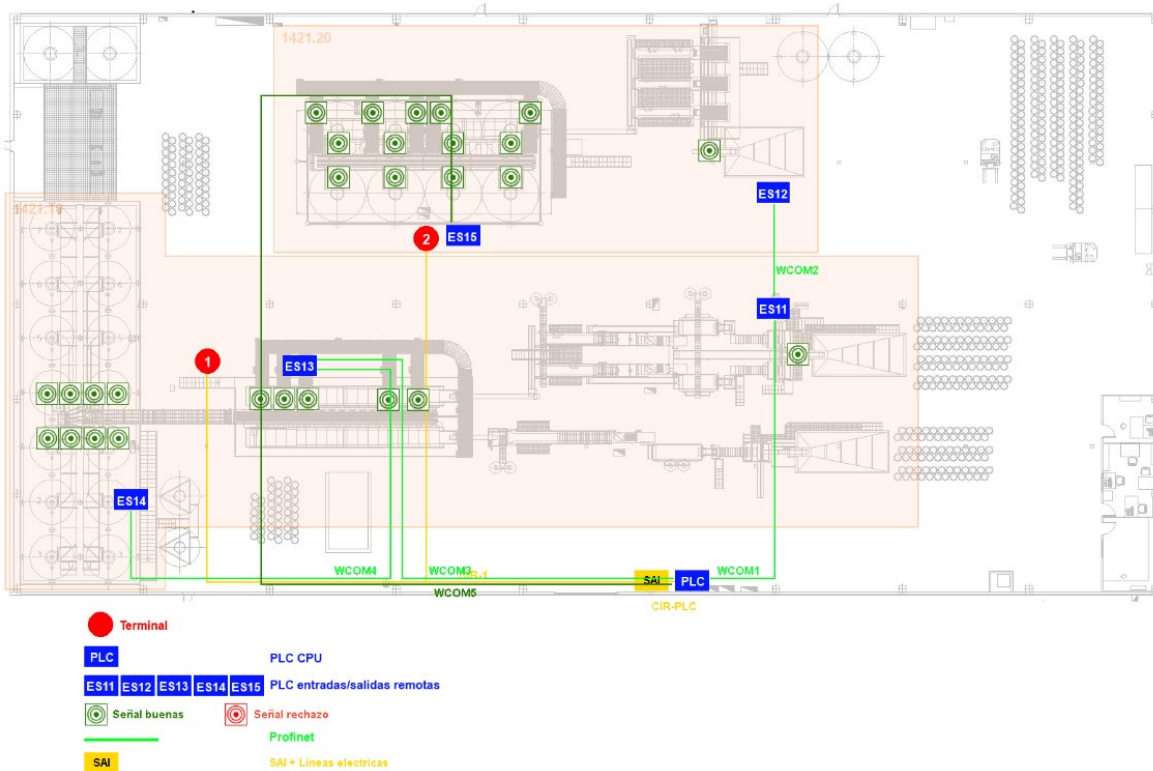 1421.20
ES12
2
ES15
WCOM2
ES11
1
ES13
ES14
WCOM4
WCOM3
SAI
PLC
WCOM1
WCOM5
CIR-PLC
Terminal
PLC
PLC CPU
ES11
ES12
ES13
ES14
ES15
PLC entradas/salidas remotas
Señal buenas
Señal rechazo
Profinet
SAI
SAI + Lineas electricas